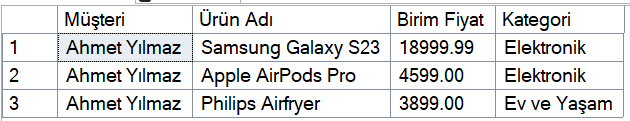 Müşteri Ürün Adı Birim Fiyat Kategori
1 Ahmet Yılmaz Samsung Galaxy S23 18999.99 Elektronik
2 Ahmet Yılmaz Apple AirPods Pro 4599.00 Elektronik
3 Ahmet Yılmaz Philips Airfryer 3899.00 Ev ve Yaşam